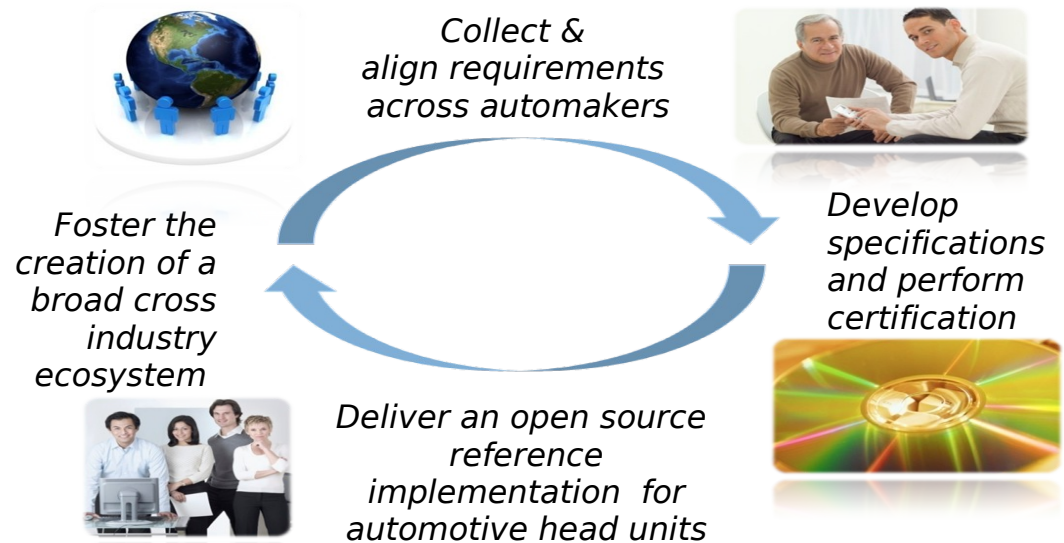 Collect &
align requirements
across automakers
Develop
specifications
and perform
certification
Deliver an open source
reference
implementation  for
automotive head units
Foster the
creation of a
broad cross
industry
ecosystem